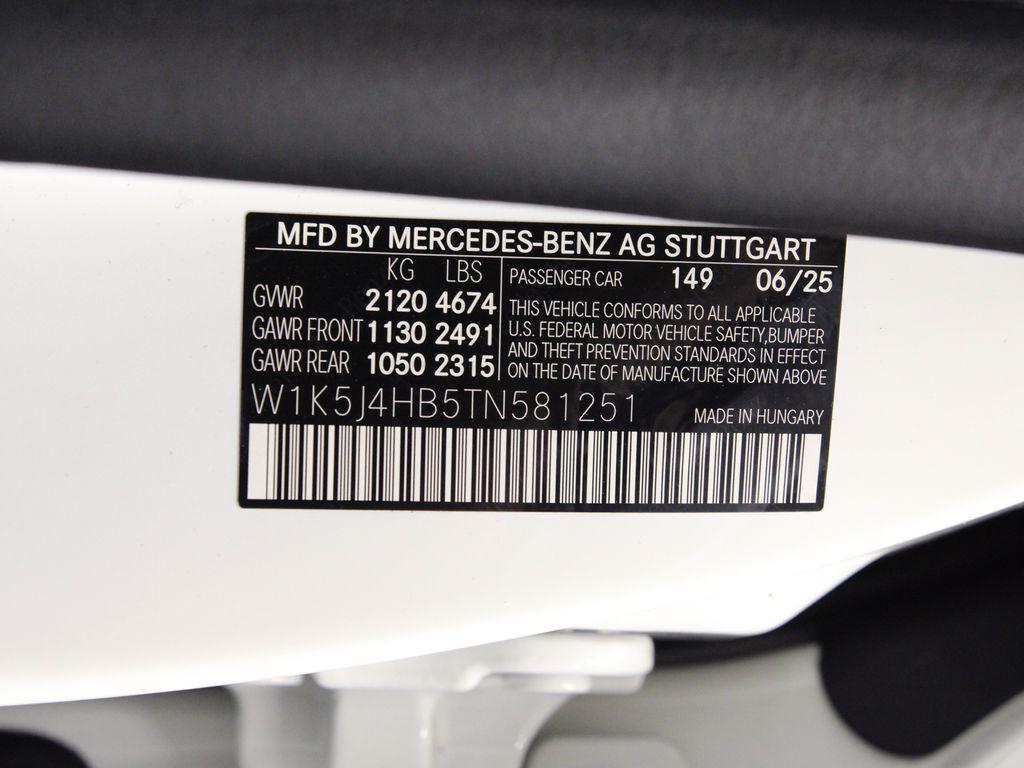 MFD BY MERCEDES-BENZ AG STUTTGART
KG LBS
GVWR 2120 4674
GAWR FRONT 1130 2491
GAWR REAR 1050 2315
PASSENGER CAR 149 06/25
THIS VEHICLE CONFORMS TO ALL APPLICABLE
U.S. FEDERAL MOTOR VEHICLE SAFETY,BUMPER
AND THEFT PREVENTION STANDARDS IN EFFECT
ON THE DATE OF MANUFACTURE SHOWN ABOVE
W1K5J4HB5TN581251
MADE IN HUNGARY